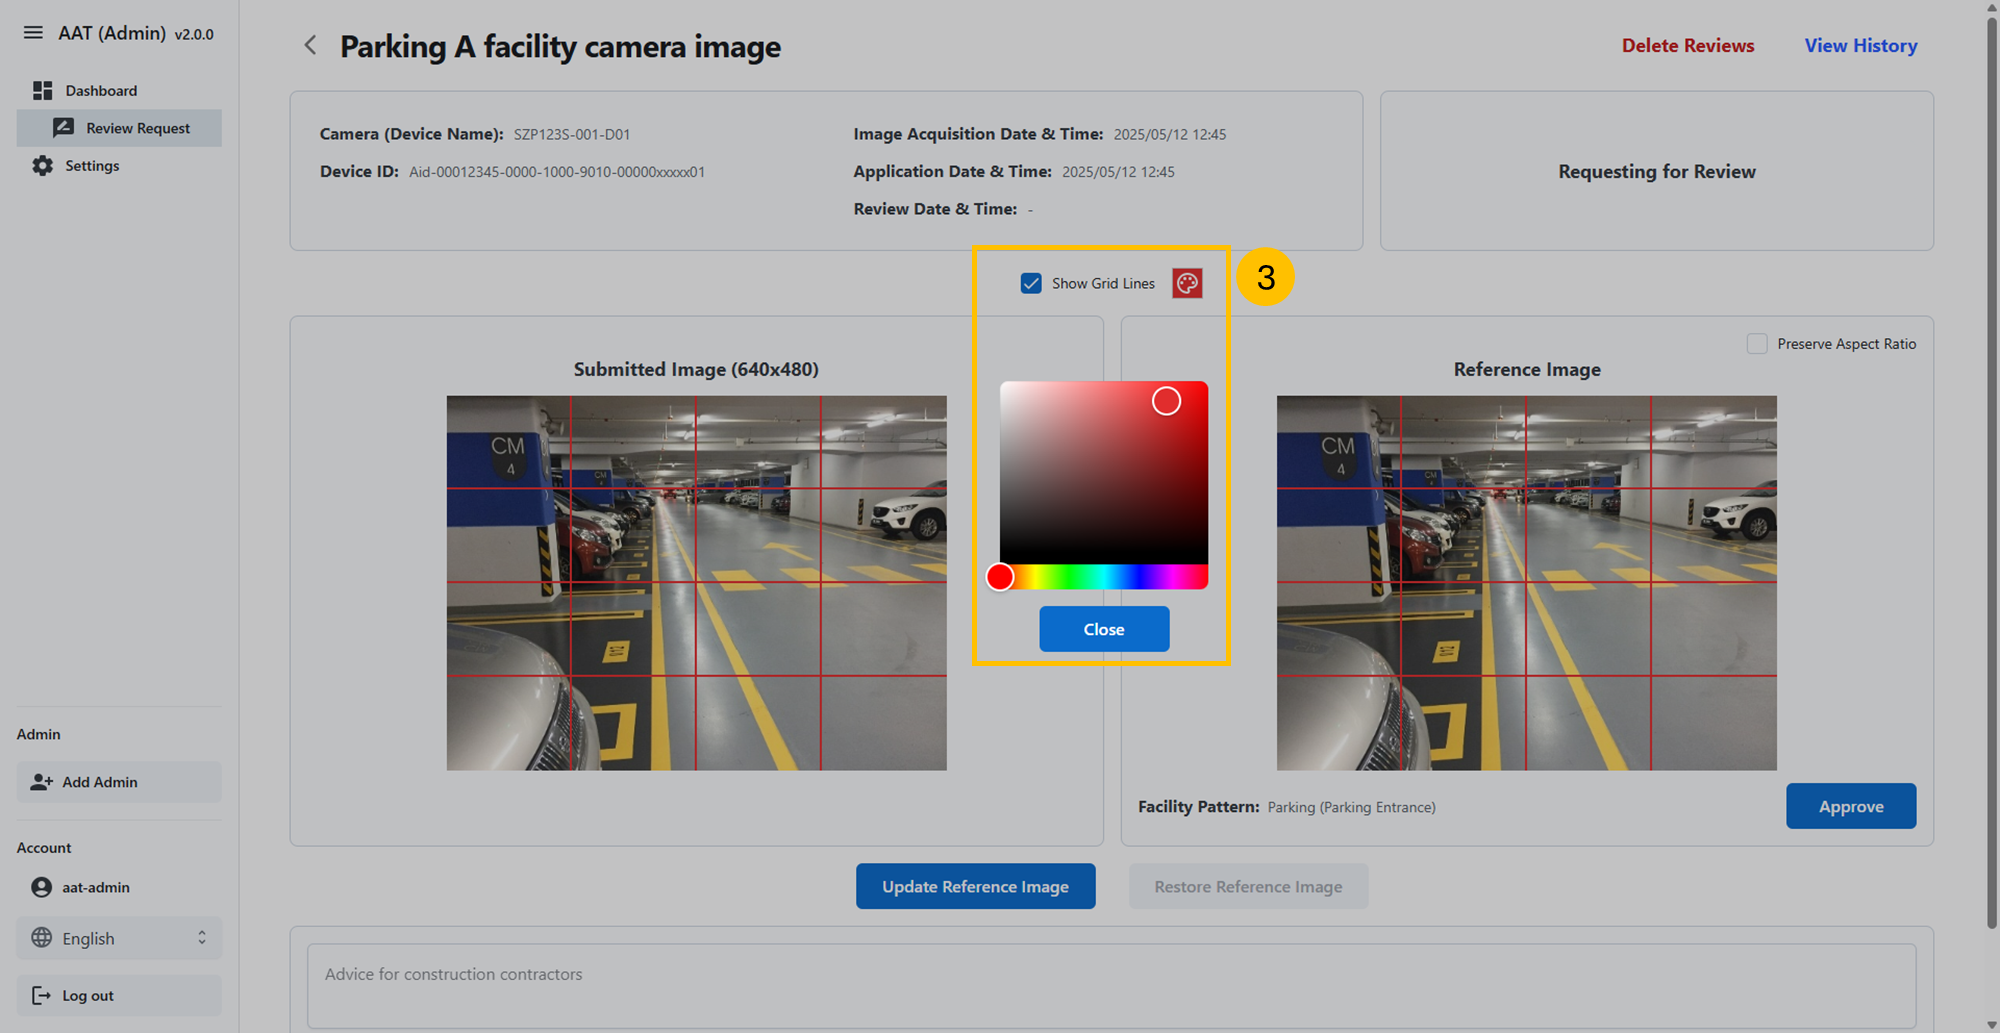 AAT (Admin) v2.0.0
Dashboard
Review Request
Settings
Admin
Add Admin
Account
aat-admin
English
Log out
Parking A facility camera image
Delete Reviews
View History
Camera (Device Name): SZP123S-001-D01
Device ID: Aid-00012345-0000-1000-9010-00000xxxxx01
Image Acquisition Date & Time: 2025/05/12 12:45
Application Date & Time: 2025/05/12 12:45
Review Date & Time: -
Requesting for Review
Show Grid Lines
3
Submitted Image (640x480)
CM
4
CM
Close
Preserve Aspect Ratio
Reference Image
CM
4
CM
Facility Pattern: Parking (Parking Entrance)
Approve
Update Reference Image
Restore Reference Image
Advice for construction contractors